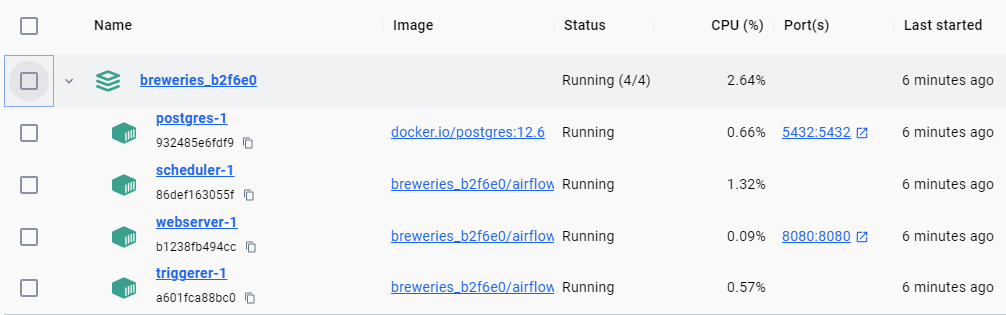 Name Image Status CPU (%) Port(s) Last started
breweries_b2f6e0 Running (4/4) 2.64% 6 minutes ago
postgres-1
932485e6fdf9
docker.io/postgres:12.6 Running 0.66% 5432:5432 6 minutes ago
scheduler-1
86def163055f
breweries_b2f6e0/airflow Running 1.32% 6 minutes ago
webserver-1
b1238fb494cc
breweries_b2f6e0/airflow Running 0.09% 8080:8080 6 minutes ago
triggerer-1
a601fca88bc0
breweries_b2f6e0/airflow Running 0.57% 6 minutes ago